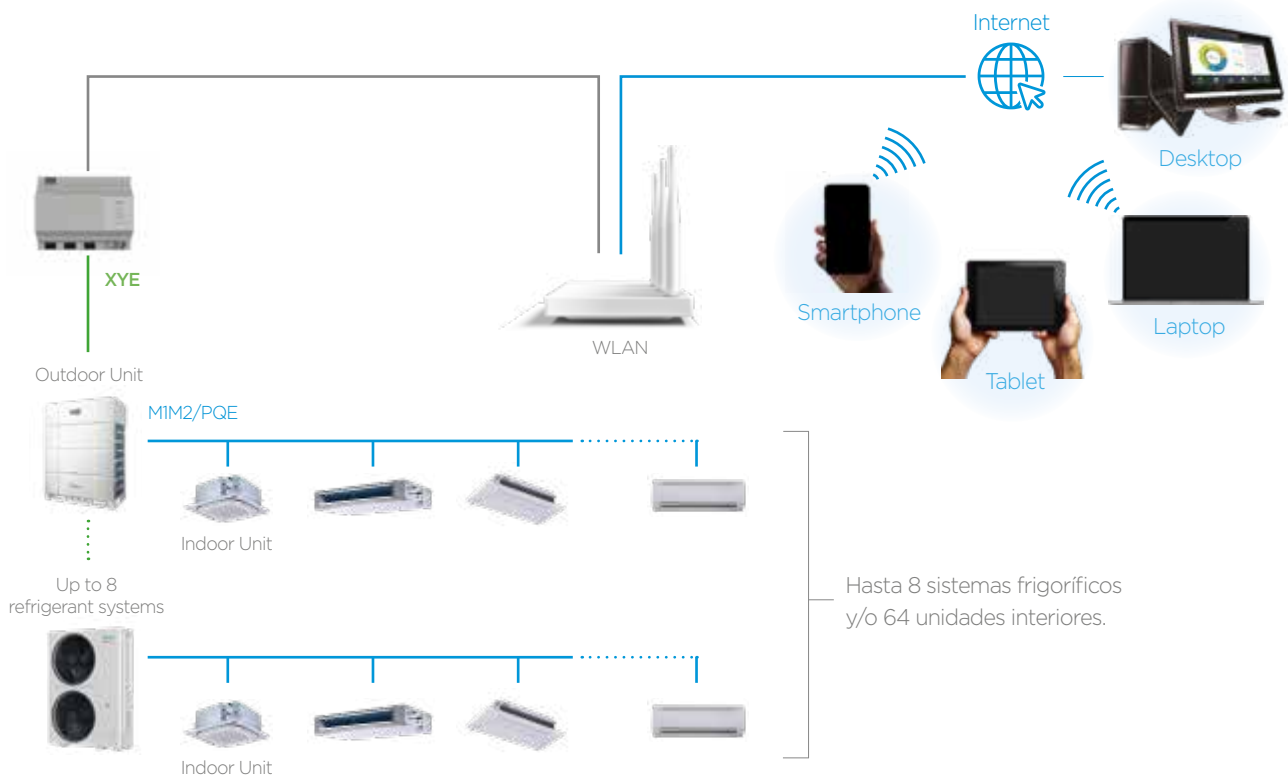 Internet
Desktop
XYE
Smartphone
Laptop
WLAN
Tablet
Outdoor Unit
M1M2/PQE
Indoor Unit
Up to 8
refrigerant systems
Hasta 8 sistemas frigoríficos
y/o 64 unidades interiores.
Indoor Unit